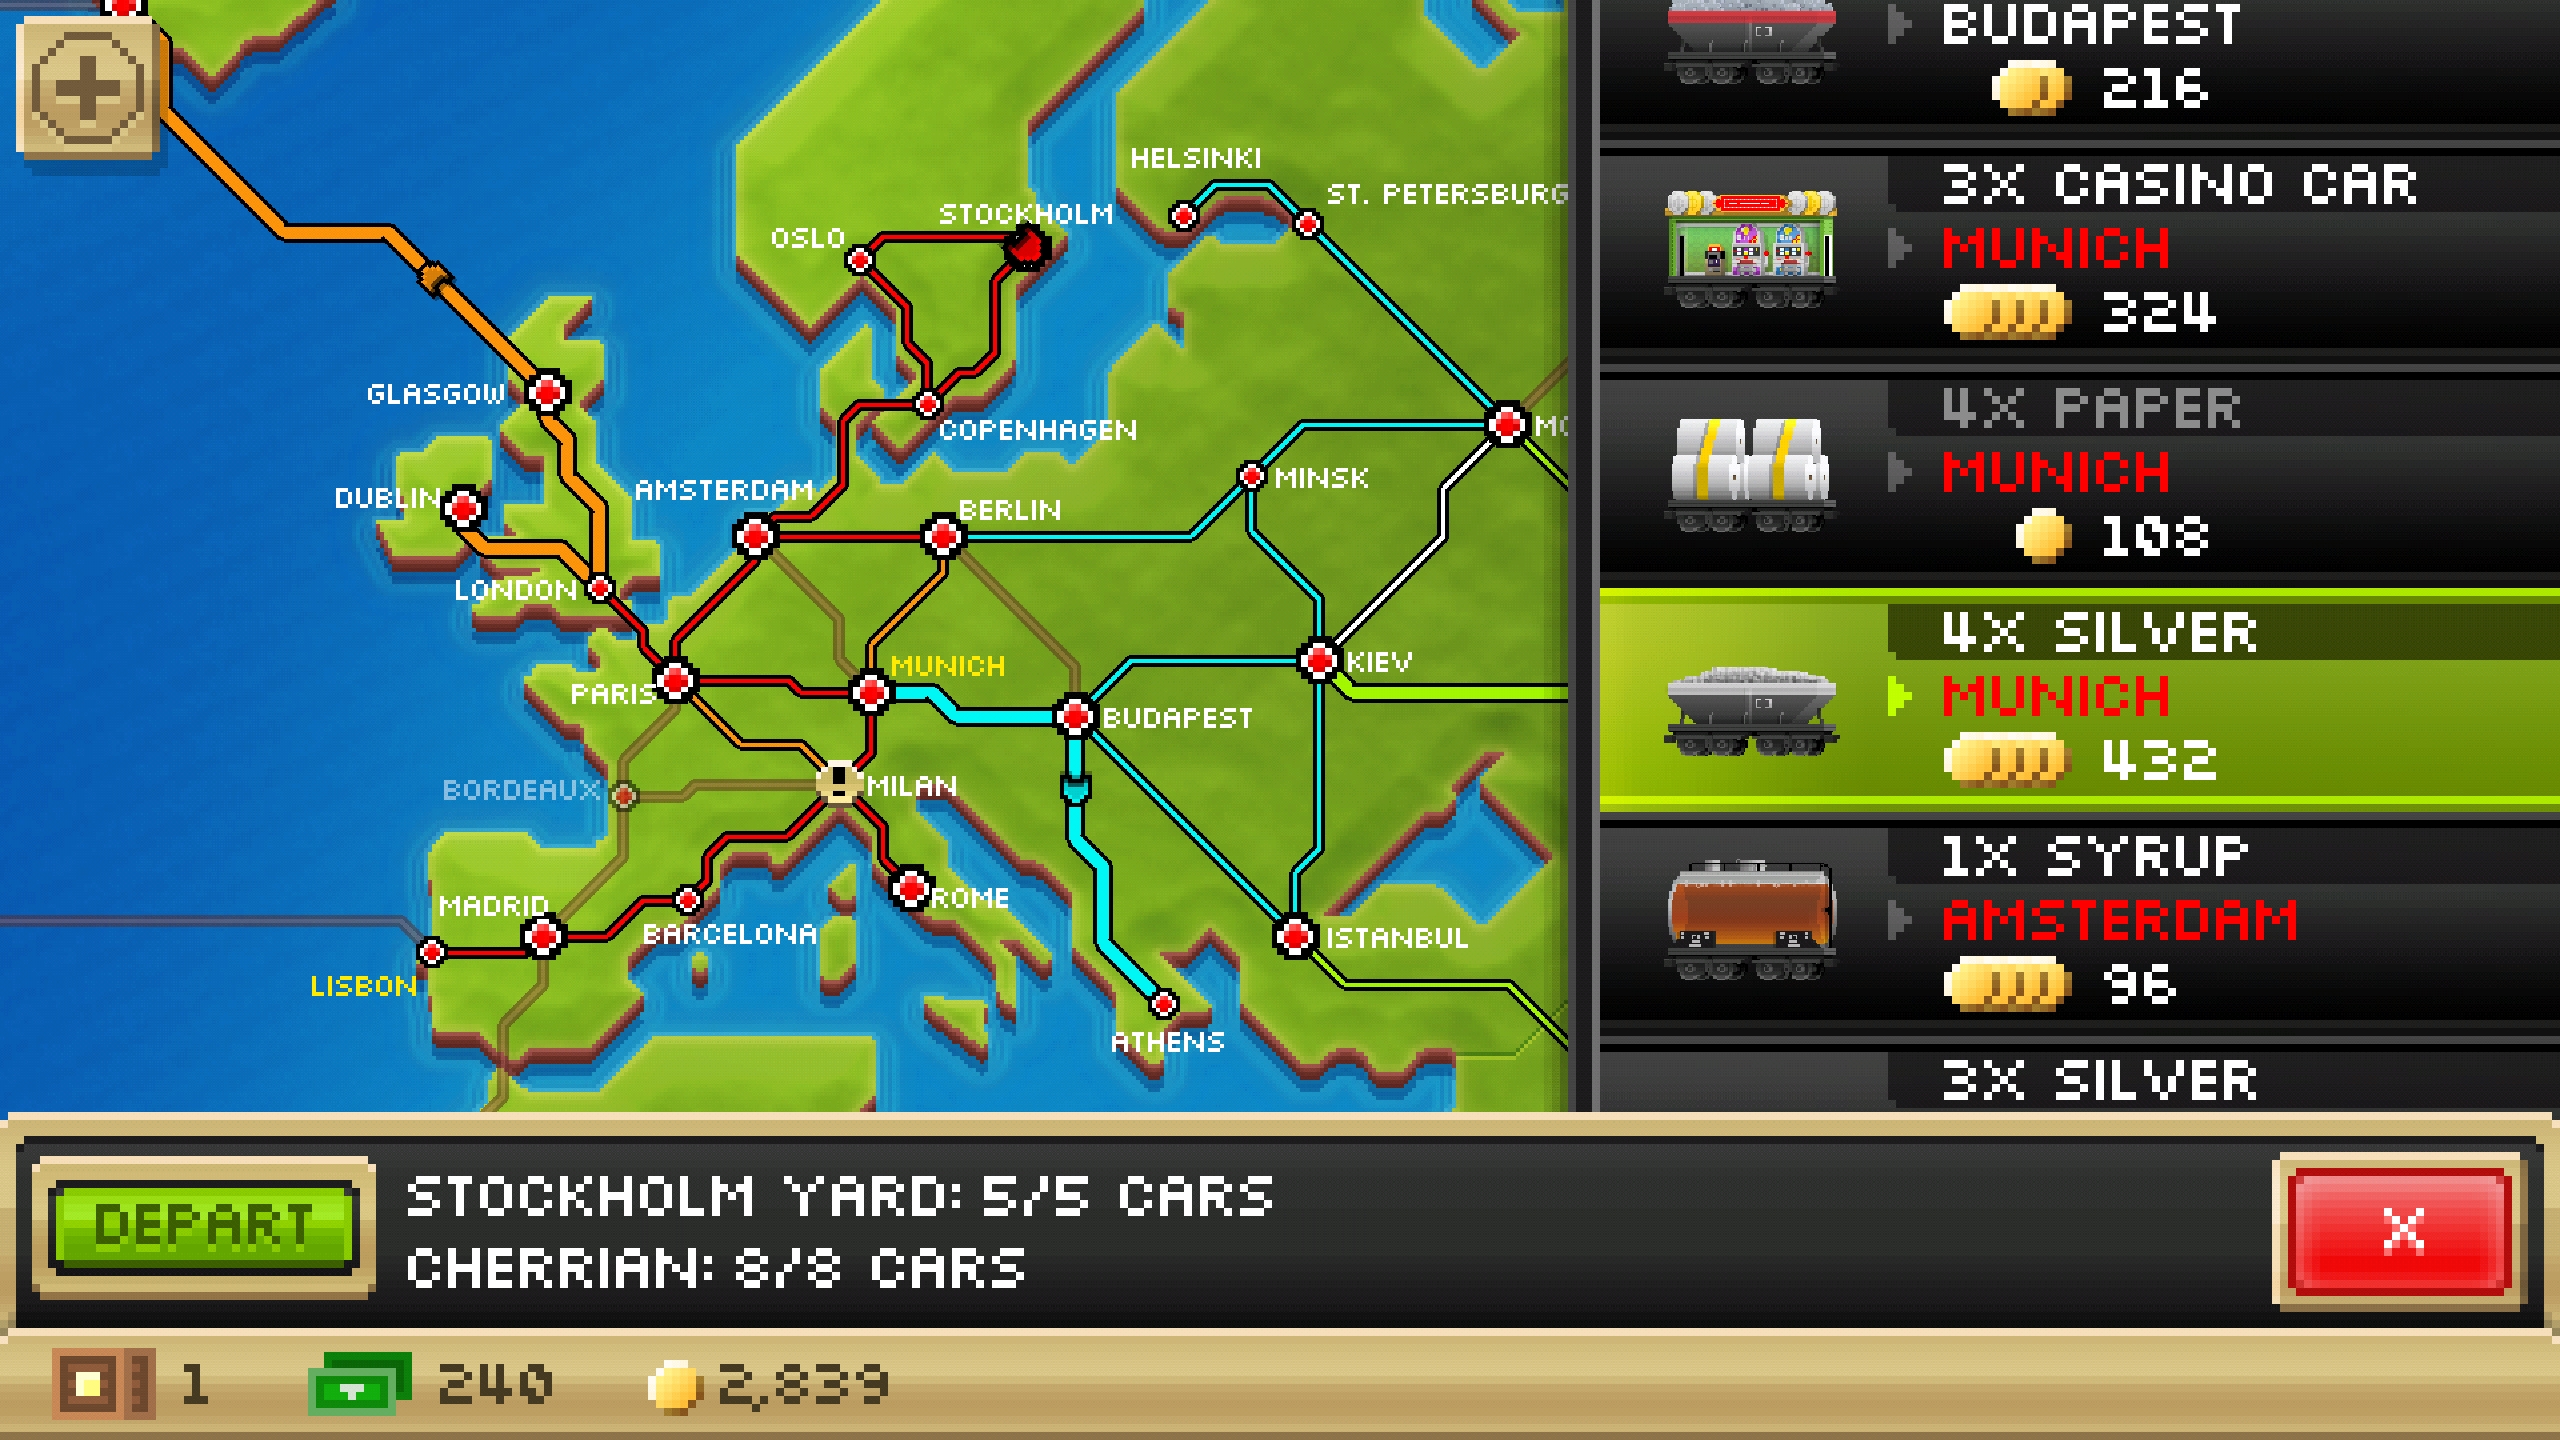 HELSINKI
ST. PETERSBURG
STOCKHOLM
OSLO
GLASGOW
COPENHAGEN
MO
MINSK
DUBLIN
AMSTERDAM
BERLIN
LONDON
MUNICH
KIEV
PARIS
BUDAPEST
BORDEAUX
MILAN
MADRID
ROME
BARCELONA
ISTANBUL
LISBON
ATHENS
BUDAPEST
216
3X CASINO CAR
MUNICH
324
4X PAPER
MUNICH
108
4X SILVER
MUNICH
432
1X SYRUP
AMSTERDAM
96
3X SILVER
DEPART
STOCKHOLM YARD: 5/5 CARS
CHERRIAN: 8/8 CARS
X
1
240
2,839